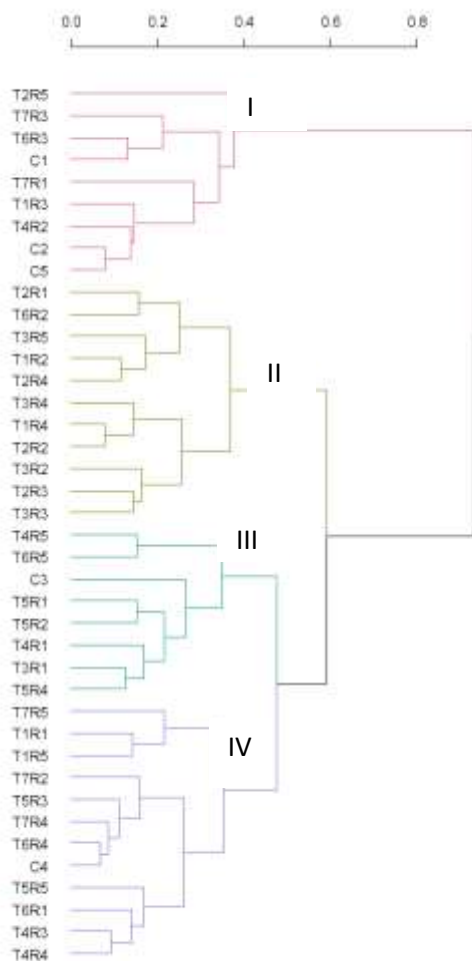 0.0 0.2 0.4 0.6 0.8
T2R5
I
T7R3
T6R3
C1
T7R1
T1R3
T4R2
C2
C5
T2R1
T6R2
T3R5
T1R2
II
T2R4
T3R4
T1R4
T2R2
T3R2
T2R3
T3R3
T4R5
III
T6R5
C3
T5R1
T5R2
T4R1
T3R1
T5R4
T7R5
T1R1
IV
T1R5
T7R2
T5R3
T7R4
T6R4
C4
T5R5
T6R1
T4R3
T4R4